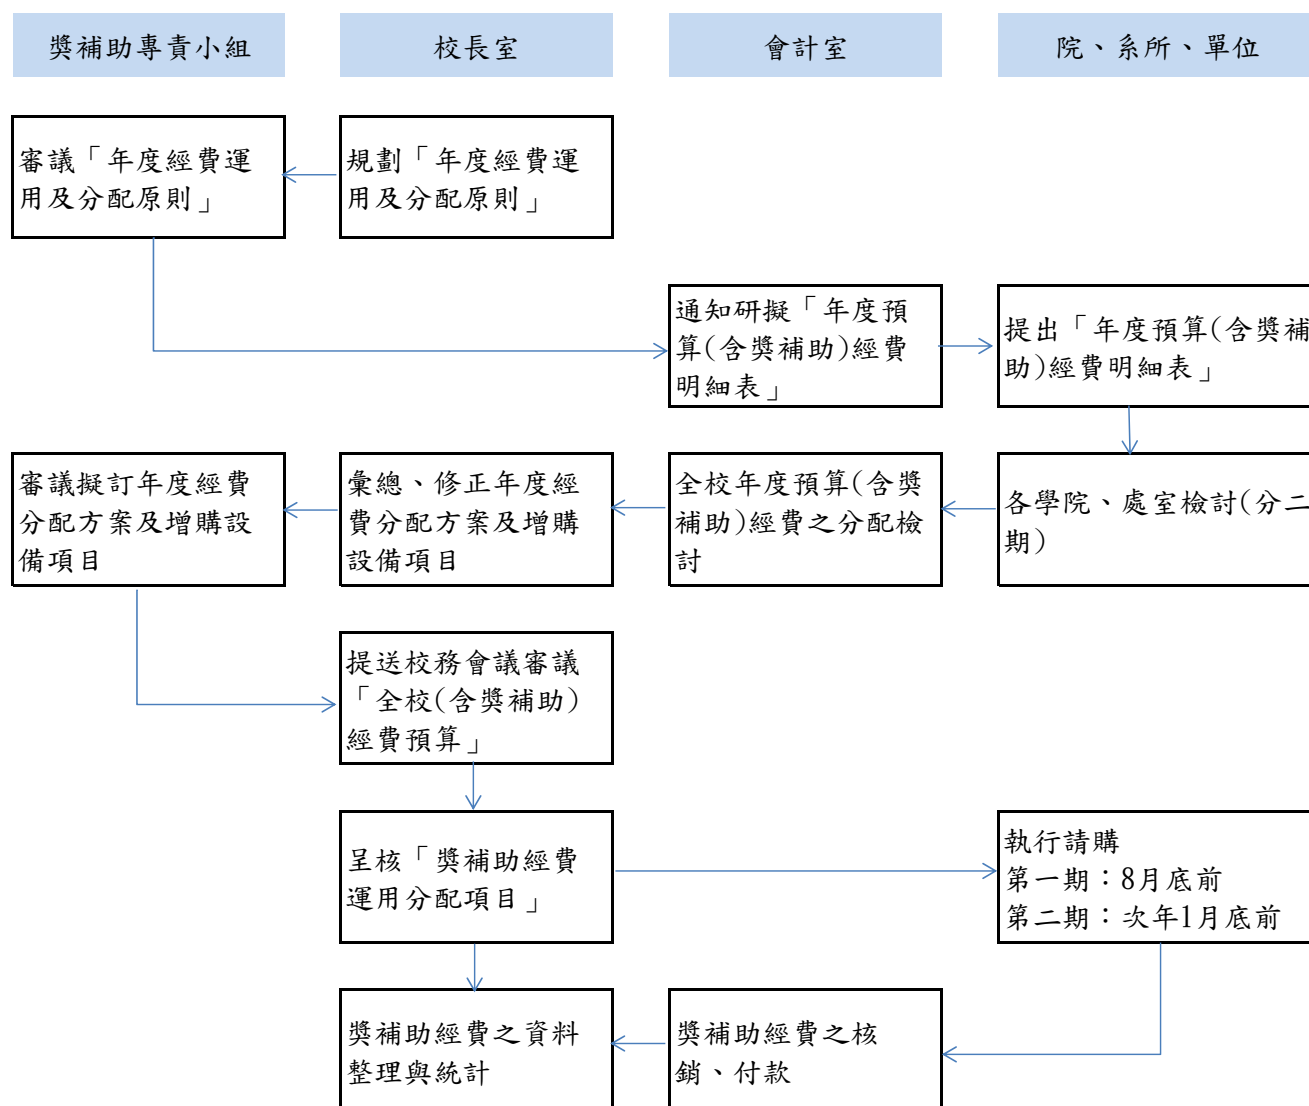 獎補助專責小組
校長室
會計室
院、系所、單位
審議「年度經費運
用及分配原則」
規劃「年度經費運
用及分配原則」
通知研擬「年度預
算(含獎補助)經費
明細表」
提出「年度預算(含獎補
助)經費明細表」
審議擬訂年度經費
分配方案及增購設
備項目
彙總、修正年度經
費分配方案及增購
設備項目
全校年度預算(含獎
補助)經費之分配檢
討
各學院、處室檢討(分二
期)
提送校務會議審議
「全校(含獎補助)
經費預算」
呈核「獎補助經費
運用分配項目」
執行請購
第一期：8月底前
第二期：次年1月底前
獎補助經費之資料
整理與統計
獎補助經費之核
銷、付款